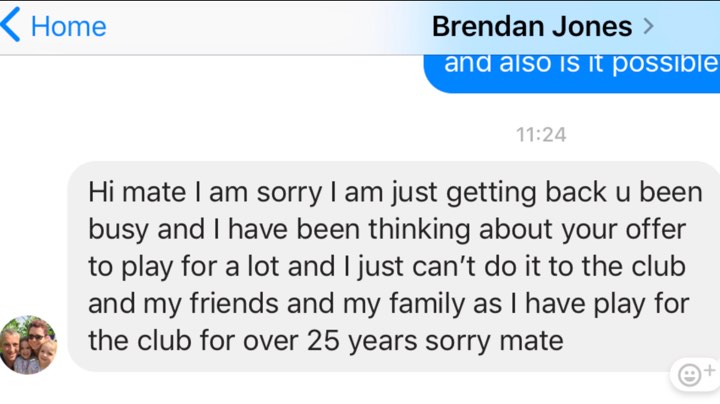 Home
Brendan Jones
and also is it possible
11:24
Hi mate I am sorry I am just getting back u been
busy and I have been thinking about your offer
to play for a lot and I just can't do it to the club
and my friends and my family as I have play for
the club for over 25 years sorry mate